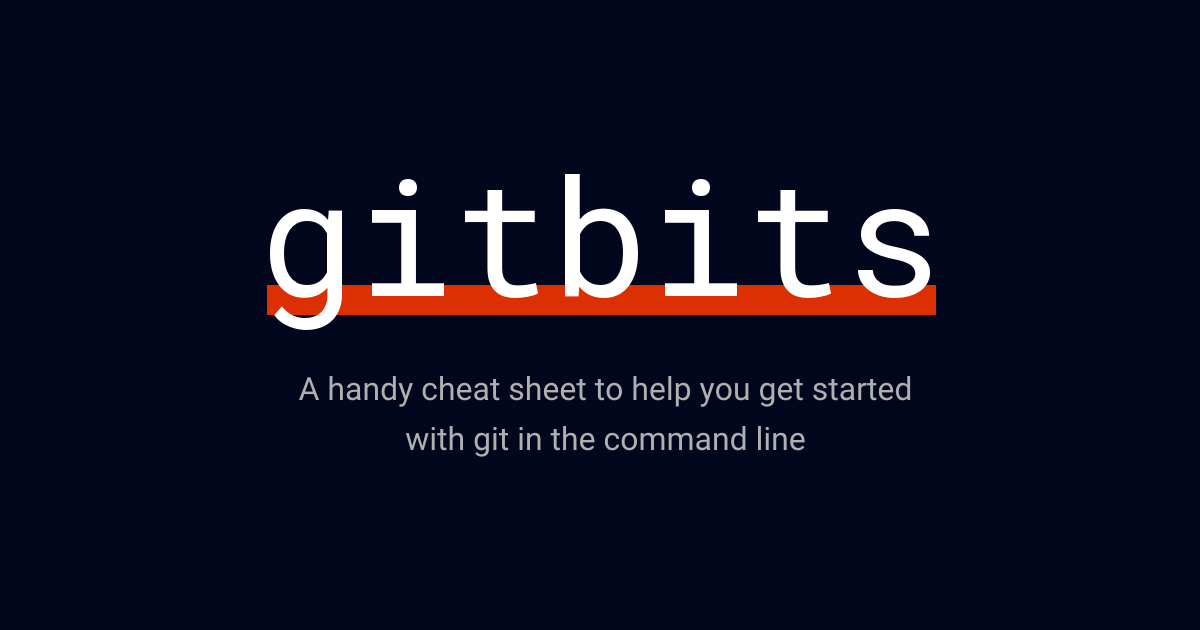 gitbits
A handy cheat sheet to help you get started
with git in the command line